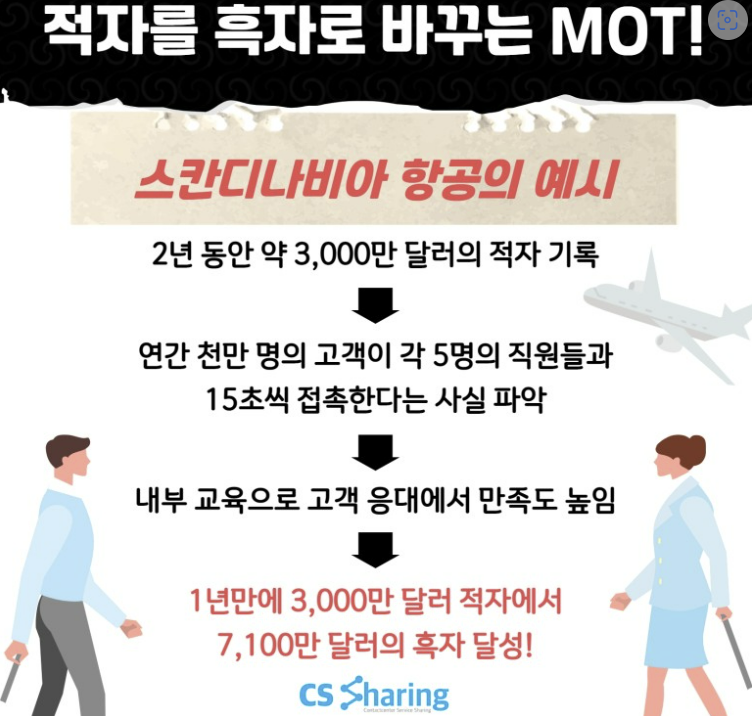 적자를 흑자로 바꾸는 MOT!
스칸디나비아 항공의 예시
2년 동안 약 3,000만 달러의 적자 기록
연간 천만 명의 고객이 각 5명의 직원들과
15초씩 접촉한다는 사실 파악
내부 교육으로 고객 응대에서 만족도 높임
1년만에 3,000만 달러 적자에서
7,100만 달러의 흑자 달성!
CS Sharing
Contactcenter Service Sharing